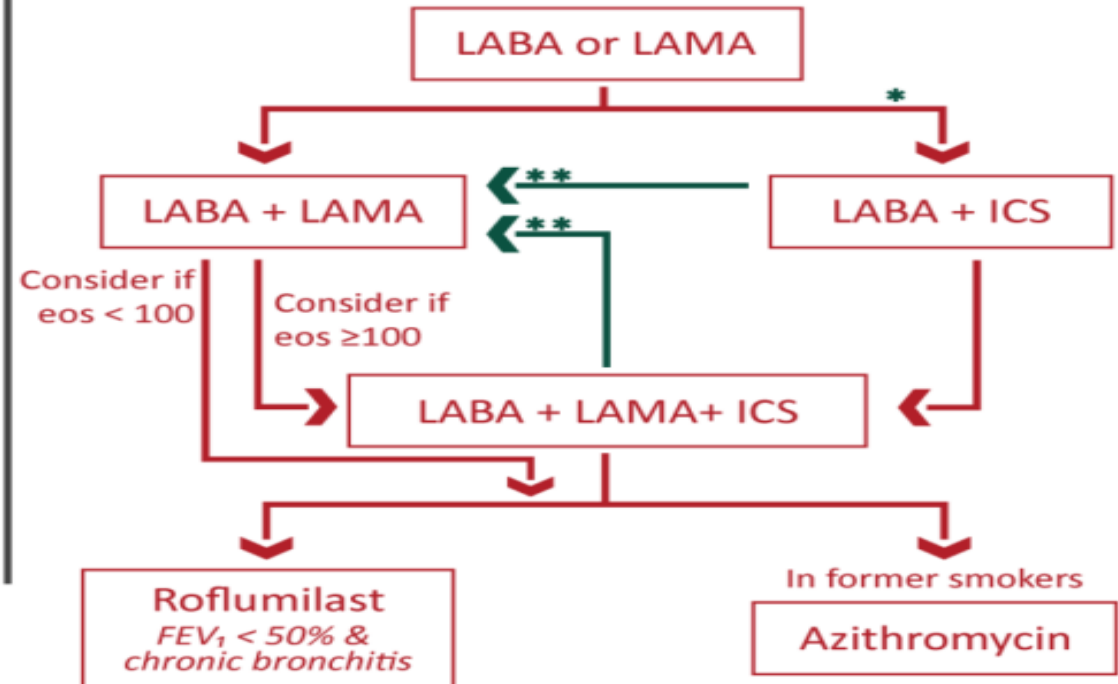 LABA or LAMA
*
LABA + LAMA
**
**
LABA + ICS
Consider if
eos < 100
Consider if
eos ≥100
LABA + LAMA+ ICS
Roflumilast
FEV₁ < 50% &
chronic bronchitis
In former smokers
Azithromycin